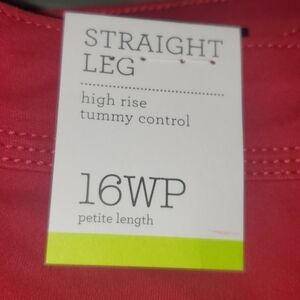 STRAIGHT
LEG
high rise
tummy control
16WP
petite length